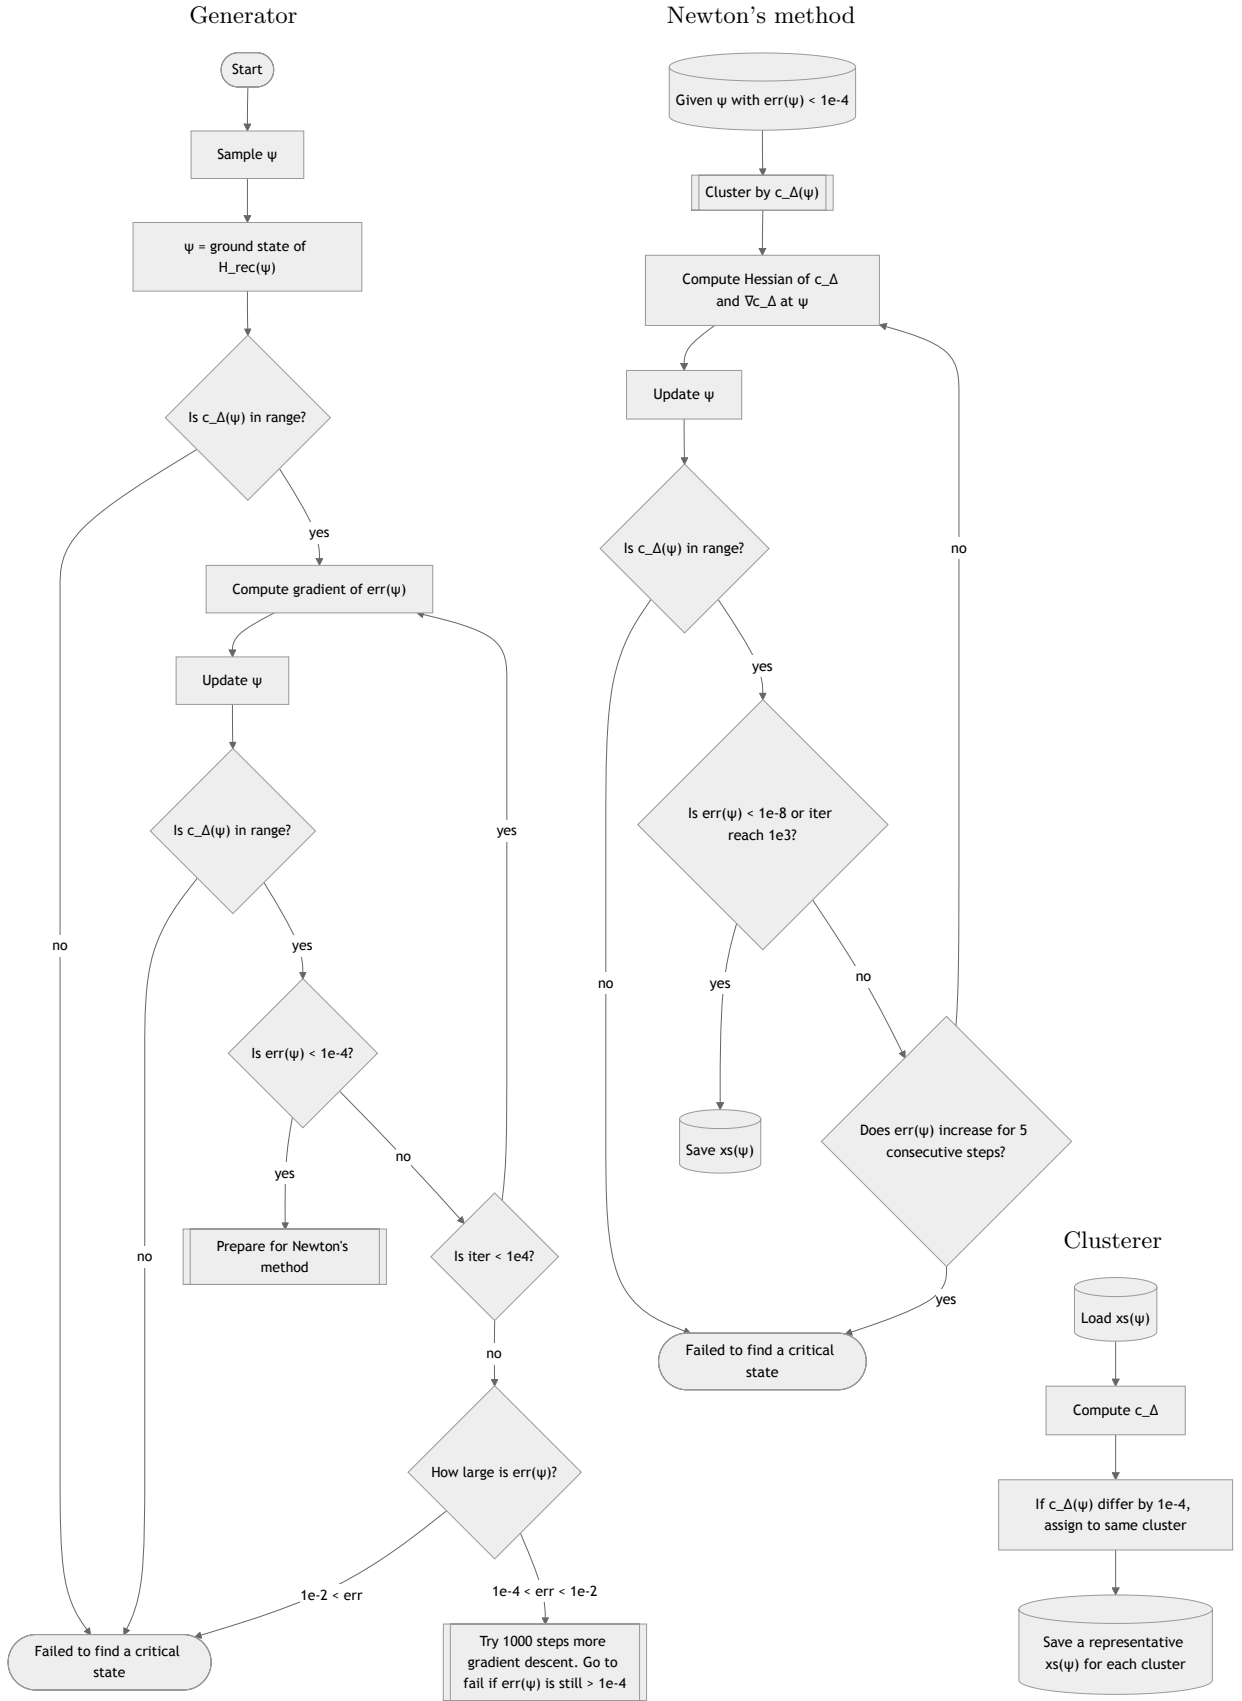 Generator
Start
Sample ψ
ψ = ground state of
H_rec(ψ)
Is c_Δ(ψ) in range?
yes
no
Compute gradient of err(ψ)
Update ψ
Is c_Δ(ψ) in range?
yes
no
yes
Is err(ψ) < 1e-4?
yes
no
Prepare for Newton's
method
Is iter < 1e4?
no
How large is err(ψ)?
1e-2 < err
1e-4 < err < 1e-2
Failed to find a critical
state
Try 1000 steps more
gradient descent. Go to
fail if err(ψ) is still > 1e-4
Newton's method
Given ψ with err(ψ) < 1e-4
Cluster by c_Δ(ψ)
Compute Hessian of c_Δ
and ∇c_Δ at ψ
Update ψ
Is c_Δ(ψ) in range?
no
yes
no
Is err(ψ) < 1e-8 or iter
reach 1e3?
yes
no
Save xs(ψ)
Does err(ψ) increase for 5
consecutive steps?
yes
Failed to find a critical
state
Clusterer
Load xs(ψ)
Compute c_Δ
If c_Δ(ψ) differ by 1e-4,
assign to same cluster
Save a representative
xs(ψ) for each cluster